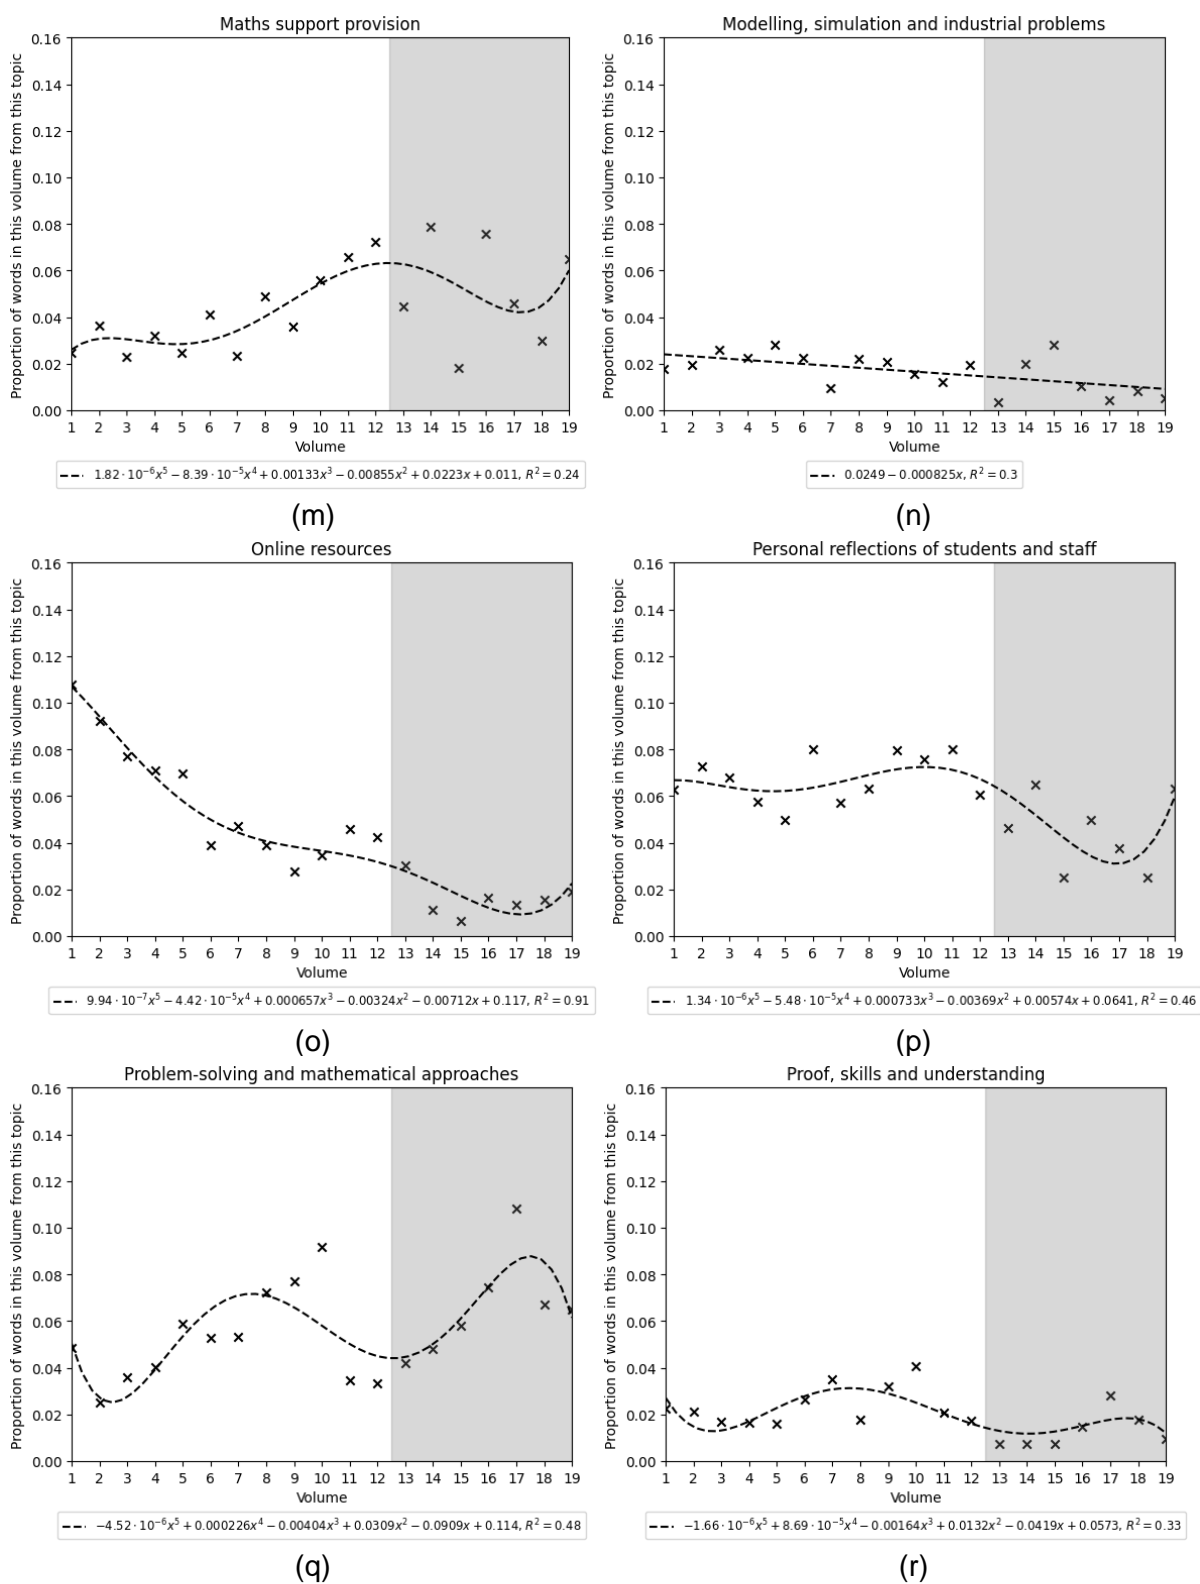 Maths support provision
Proportion of words in this volume from this topic
0.16
0.14
0.12
0.10
0.08
0.06
0.04
0.02
0.00
1 2 3 4 5 6 7 8 9 10 11 12 13 14 15 16 17 18 19
Volume
1.82 · 10⁻⁶x⁵ − 8.39 · 10⁻⁵x⁴ + 0.00133x³ − 0.00855x² + 0.0223x + 0.011, R² = 0.24
(m)
Modelling, simulation and industrial problems
Proportion of words in this volume from this topic
0.16
0.14
0.12
0.10
0.08
0.06
0.04
0.02
0.00
1 2 3 4 5 6 7 8 9 10 11 12 13 14 15 16 17 18 19
Volume
0.0249 − 0.000825x, R² = 0.3
(n)
Online resources
Proportion of words in this volume from this topic
0.16
0.14
0.12
0.10
0.08
0.06
0.04
0.02
0.00
1 2 3 4 5 6 7 8 9 10 11 12 13 14 15 16 17 18 19
Volume
9.94 · 10⁻⁷x⁵ − 4.42 · 10⁻⁵x⁴ + 0.000657x³ − 0.00324x² − 0.00712x + 0.117, R² = 0.91
(o)
Personal reflections of students and staff
Proportion of words in this volume from this topic
0.16
0.14
0.12
0.10
0.08
0.06
0.04
0.02
0.00
1 2 3 4 5 6 7 8 9 10 11 12 13 14 15 16 17 18 19
Volume
1.34 · 10⁻⁶x⁵ − 5.48 · 10⁻⁵x⁴ + 0.000733x³ − 0.00369x² + 0.00574x + 0.0641, R² = 0.46
(p)
Problem-solving and mathematical approaches
Proportion of words in this volume from this topic
0.16
0.14
0.12
0.10
0.08
0.06
0.04
0.02
0.00
1 2 3 4 5 6 7 8 9 10 11 12 13 14 15 16 17 18 19
Volume
−4.52 · 10⁻⁶x⁵ + 0.000226x⁴ − 0.00404x³ + 0.0309x² − 0.0909x + 0.114, R² = 0.48
(q)
Proof, skills and understanding
Proportion of words in this volume from this topic
0.16
0.14
0.12
0.10
0.08
0.06
0.04
0.02
0.00
1 2 3 4 5 6 7 8 9 10 11 12 13 14 15 16 17 18 19
Volume
−1.66 · 10⁻⁶x⁵ + 8.69 · 10⁻⁵x⁴ − 0.00164x³ + 0.0132x² − 0.0419x + 0.0573, R² = 0.33
(r)